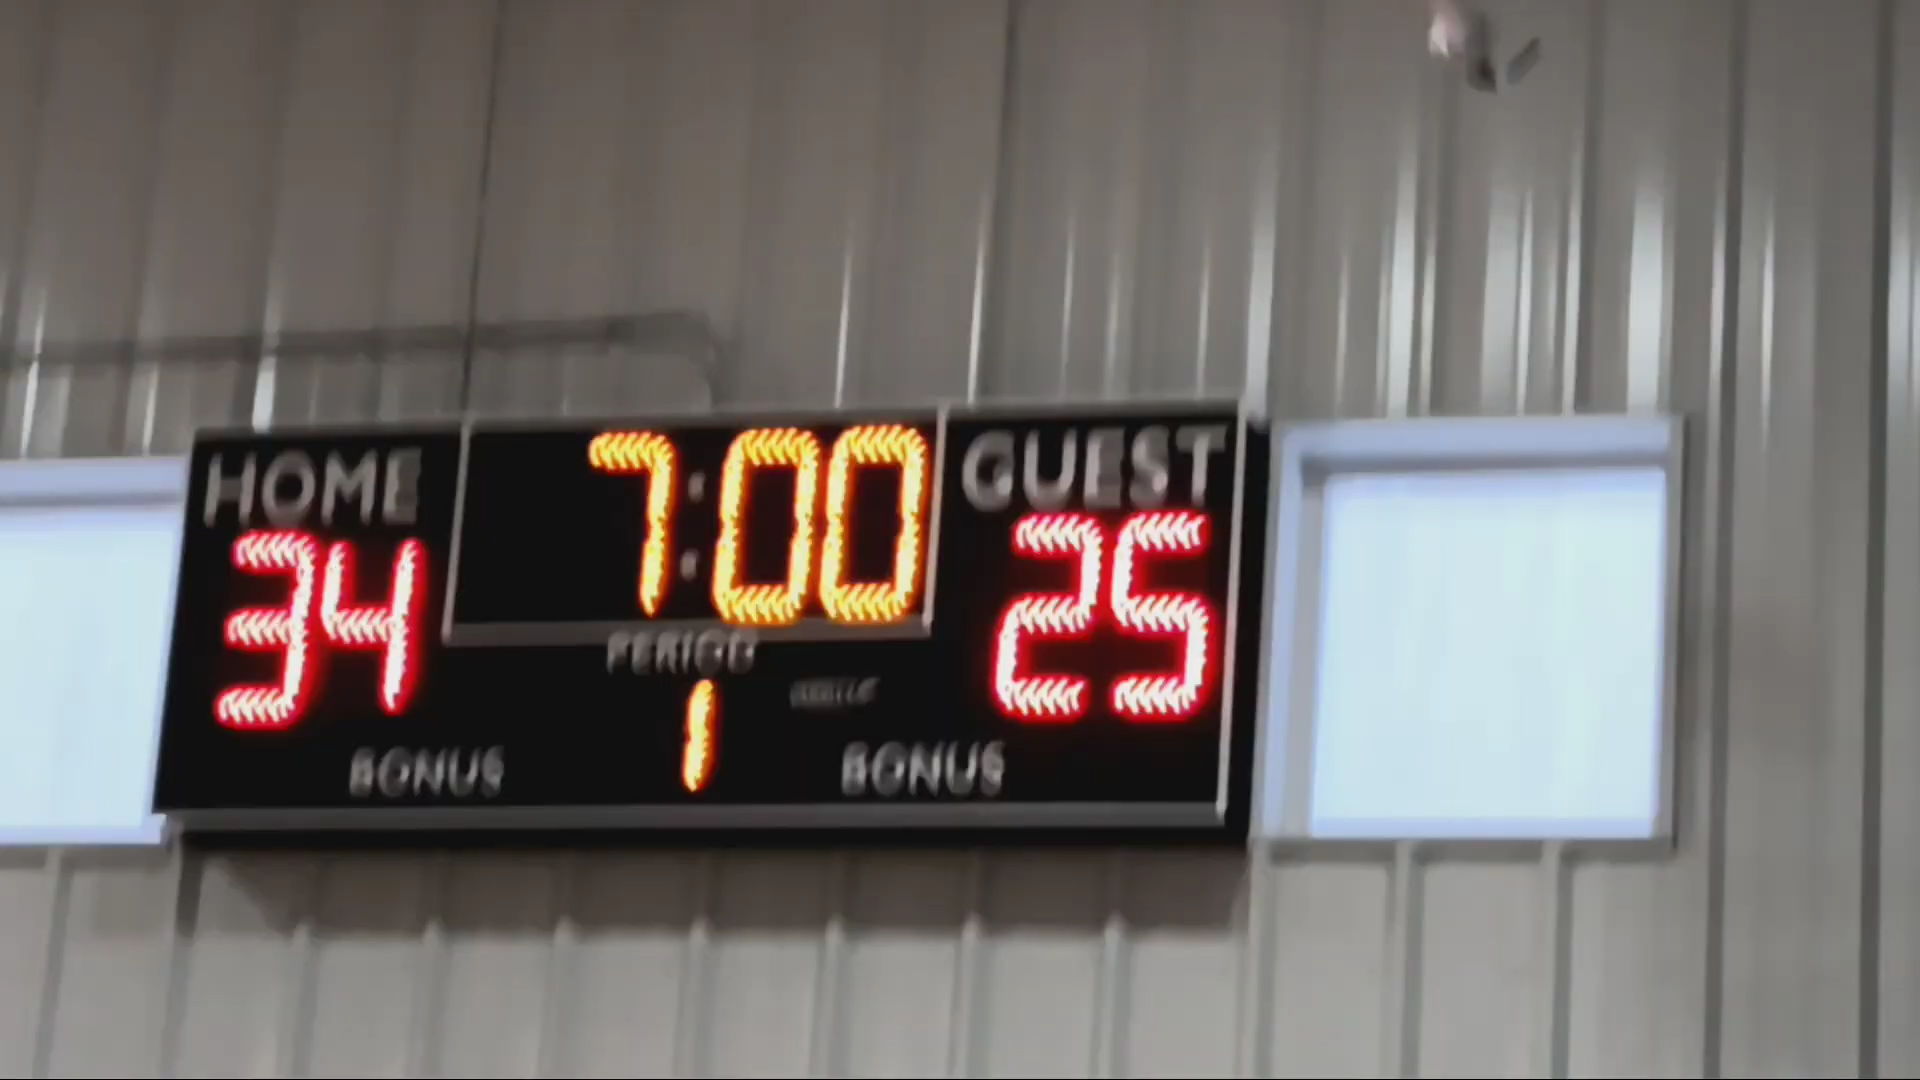 HOME 7:00 GUEST
34 25
PERIOD
1
BONUS BONUS